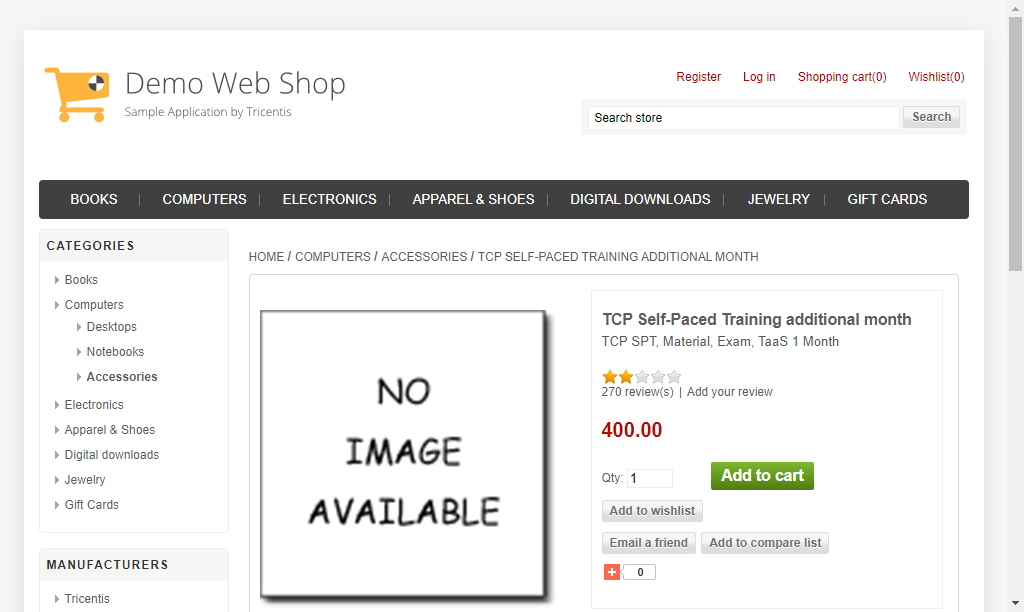 Demo Web Shop
Sample Application by Tricentis
Register Log in Shopping cart(0) Wishlist(0)
Search store Search
BOOKS | COMPUTERS | ELECTRONICS | APPAREL & SHOES | DIGITAL DOWNLOADS | JEWELRY | GIFT CARDS
CATEGORIES
Books
Computers
Desktops
Notebooks
Accessories
Electronics
Apparel & Shoes
Digital downloads
Jewelry
Gift Cards
MANUFACTURERS
Tricentis
HOME / COMPUTERS / ACCESSORIES / TCP SELF-PACED TRAINING ADDITIONAL MONTH
NO
IMAGE
AVAILABLE
TCP Self-Paced Training additional month
TCP SPT, Material, Exam, TaaS 1 Month
270 review(s) | Add your review
400.00
Qty: 1 Add to cart
Add to wishlist
Email a friend Add to compare list
+ 0